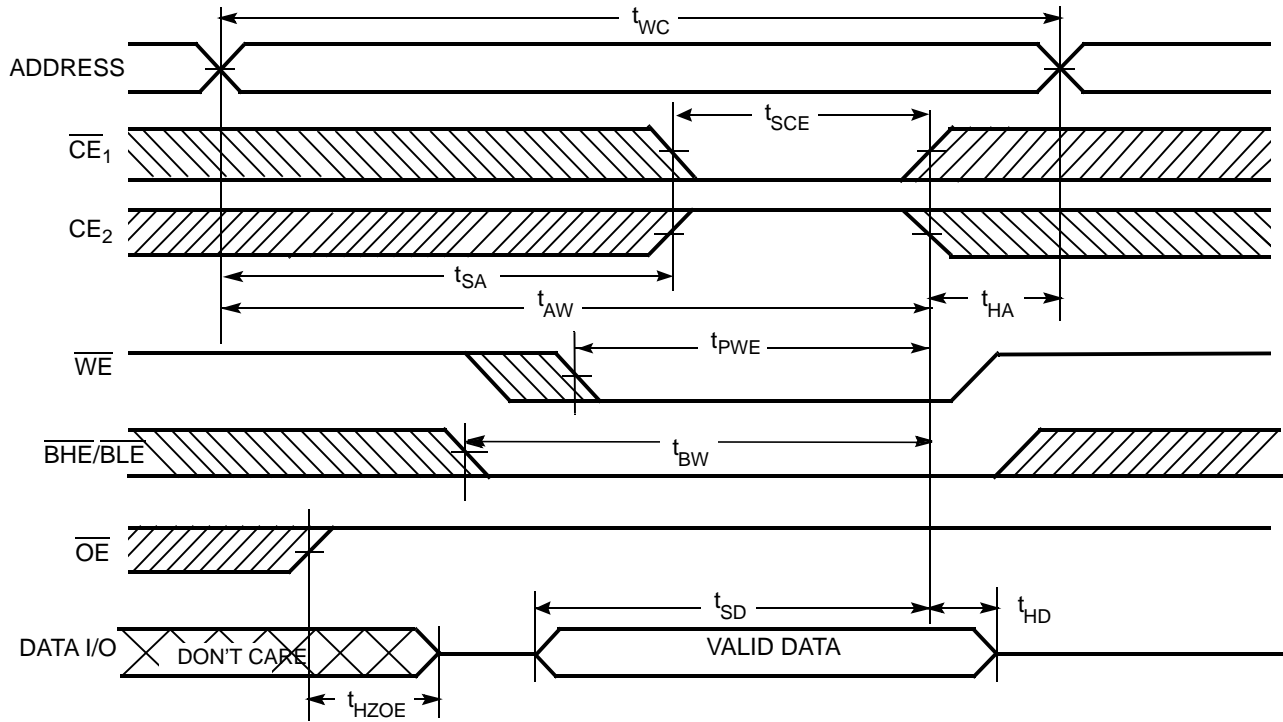 tWC
ADDRESS
tSCE
CE1
CE2
tSA
tAW
tHA
tPWE
WE
BHE/BLE
tBW
OE
tSD
tHD
DATA I/O
DON'T CARE
VALID DATA
tHZOE